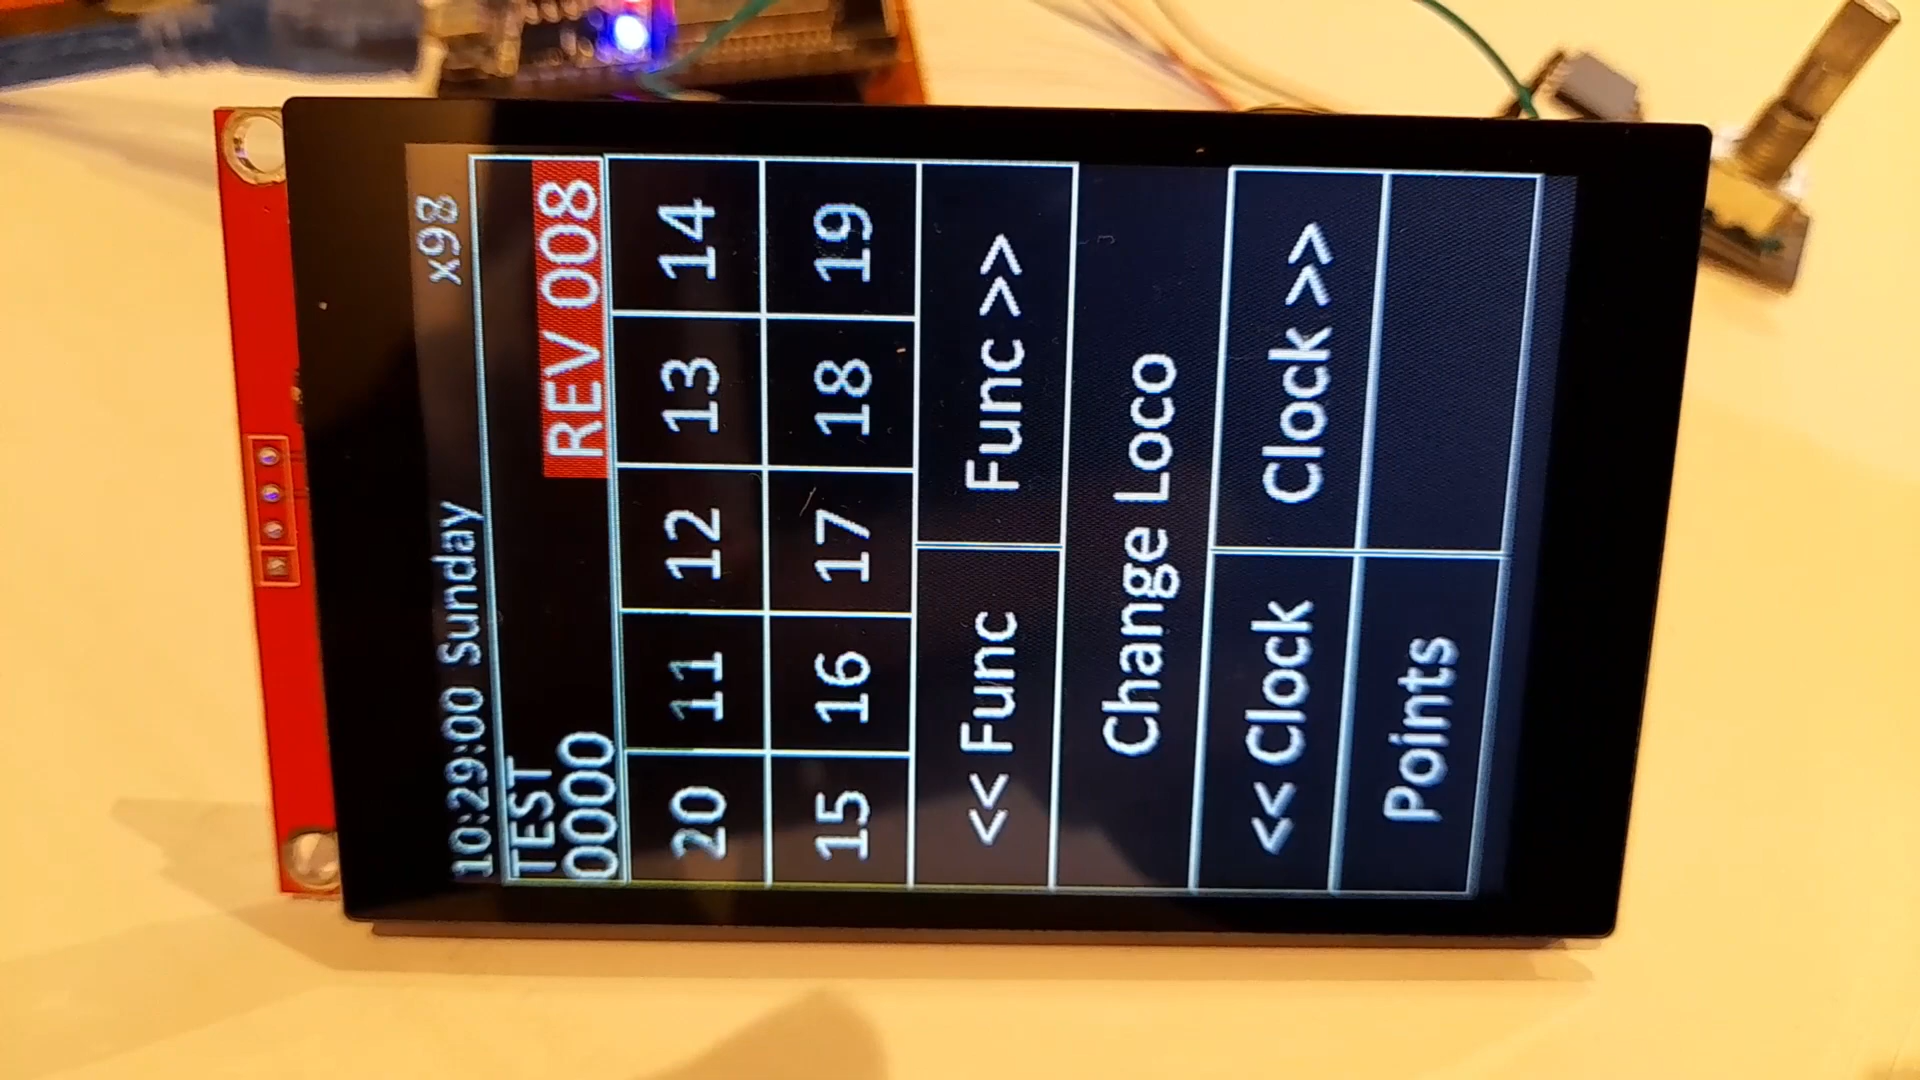 10:29:00 Sunday x98
TEST
0000 REV 008
20 11 12 13 14
15 16 17 18 19
<< Func Func >>
Change Loco
<< Clock Clock >>
Points